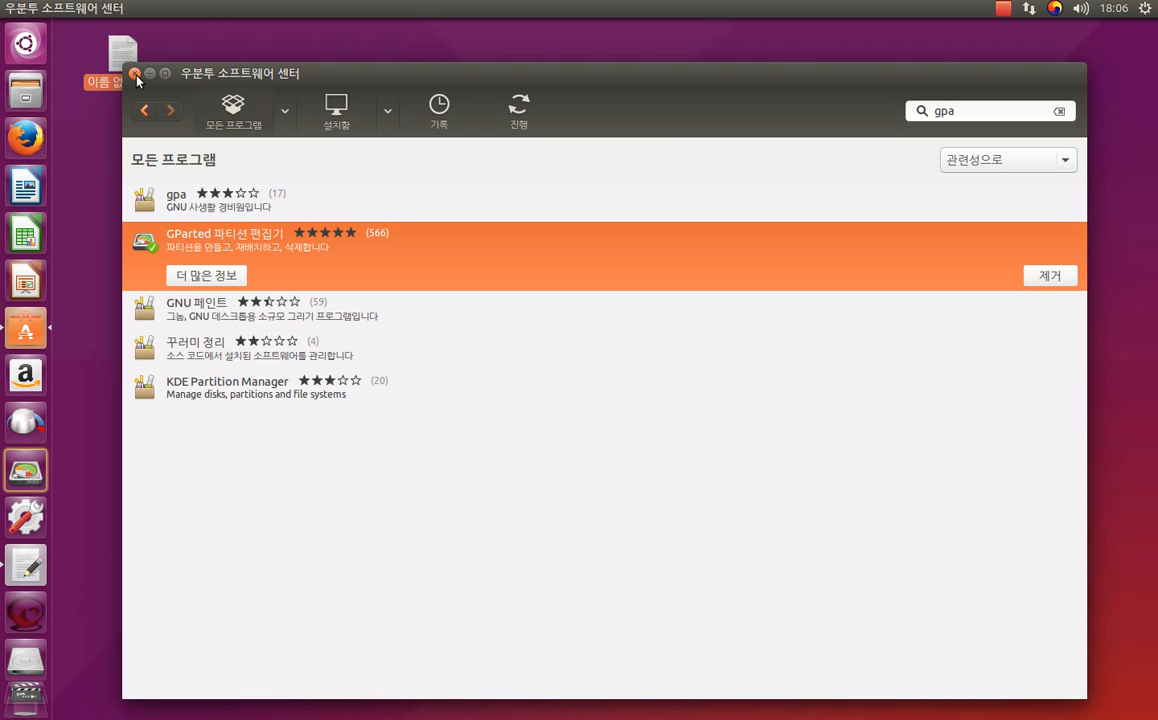 우분투 소프트웨어 센터
18:06
이름 없
우분투 소프트웨어 센터
모든 프로그램
설치함
기록
진행
gpa
모든 프로그램
관련성으로
gpa (17)
GNU 사생활 경비원입니다
GParted 파티션 편집기 (566)
파티션을 만들고, 재배치하고, 삭제합니다
더 많은 정보
제거
GNU 페인트 (59)
그놈, GNU 데스크톱용 소규모 그리기 프로그램입니다
꾸러미 정리 (4)
소스 코드에서 설치된 소프트웨어를 관리합니다
KDE Partition Manager (20)
Manage disks, partitions and file systems